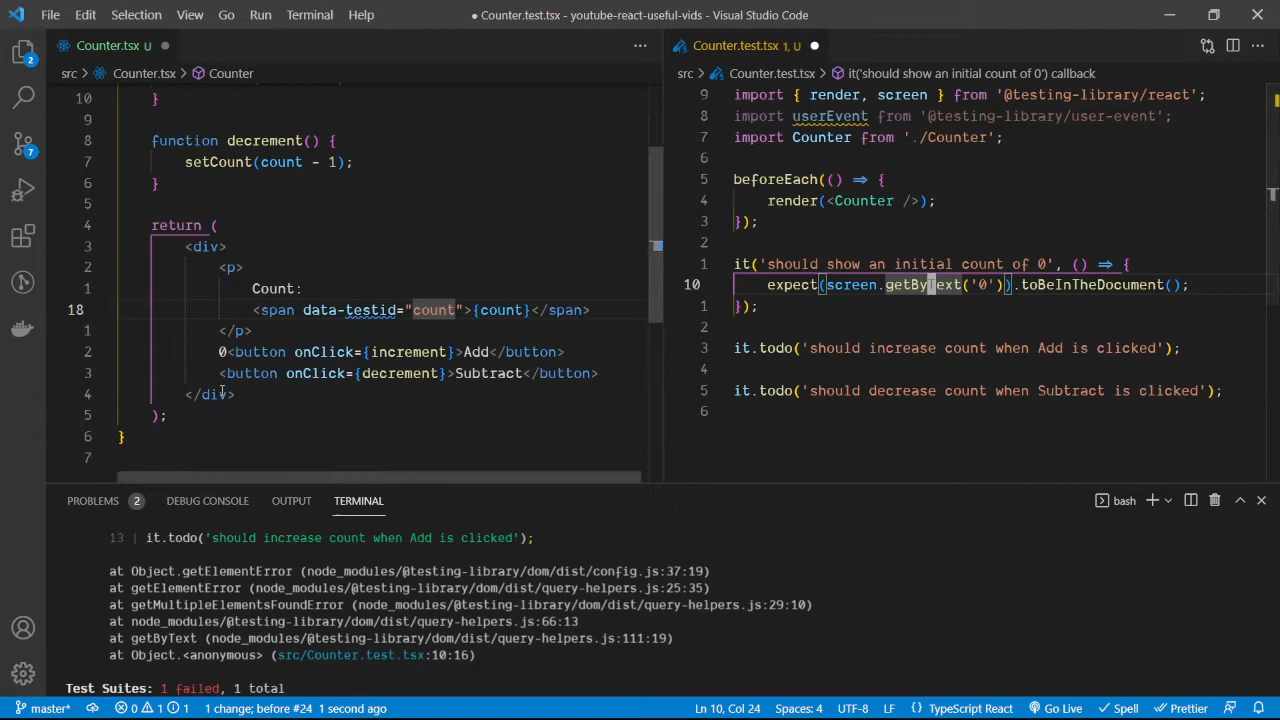 File Edit Selection View Go Run Terminal Help
● Counter.test.tsx - youtube-react-useful-vids - Visual Studio Code
Counter.tsx U
src > Counter.tsx > Counter
10 }
9
8 function decrement() {
7 setCount(count - 1);
6 }
5
4 return (
3 <div>
2 <p>
1 Count:
18 <span data-testid="count">{count}</span>
1 </p>
2 0<button onClick={increment}>Add</button>
3 <button onClick={decrement}>Subtract</button>
4 </div>
5 );
6 }
7
Counter.test.tsx 1, U
src > Counter.test.tsx > it('should show an initial count of 0') callback
9 import { render, screen } from '@testing-library/react';
8 import userEvent from '@testing-library/user-event';
7 import Counter from './Counter';
6
5 beforeEach(() => {
4 render(<Counter />);
3 });
2
1 it('should show an initial count of 0', () => {
10 expect(screen.getByText('0')).toBeInTheDocument();
1 });
2
3 it.todo('should increase count when Add is clicked');
4
5 it.todo('should decrease count when Subtract is clicked');
6
2
7
PROBLEMS 2 DEBUG CONSOLE OUTPUT TERMINAL
bash
13 | it.todo('should increase count when Add is clicked');
at Object.getElementError (node_modules/@testing-library/dom/dist/config.js:37:19)
at getElementError (node_modules/@testing-library/dom/dist/query-helpers.js:25:35)
at getMultipleElementsFoundError (node_modules/@testing-library/dom/dist/query-helpers.js:29:10)
at node_modules/@testing-library/dom/dist/query-helpers.js:66:13
at getByText (node_modules/@testing-library/dom/dist/query-helpers.js:111:19)
at Object.<anonymous> (src/Counter.test.tsx:10:16)
Test Suites: 1 failed, 1 total
master* 0 1 1 1 change; before #24 1 second ago Ln 10, Col 24 Spaces: 4 UTF-8 LF {} TypeScript React Go Live Spell Prettier